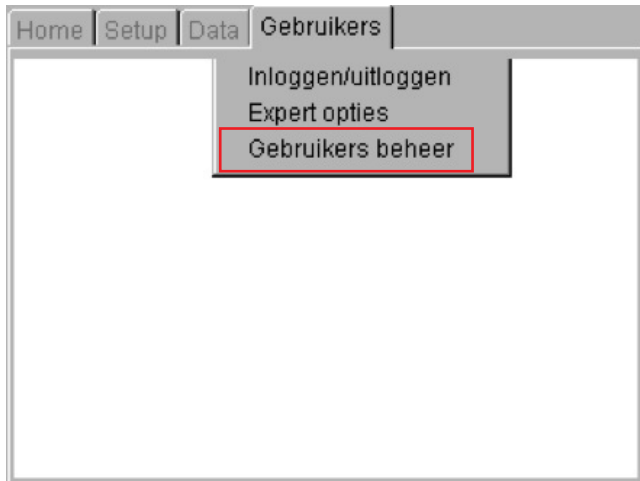 Home Setup Data Gebruikers
Inloggen/uitloggen
Expert opties
Gebruikers beheer